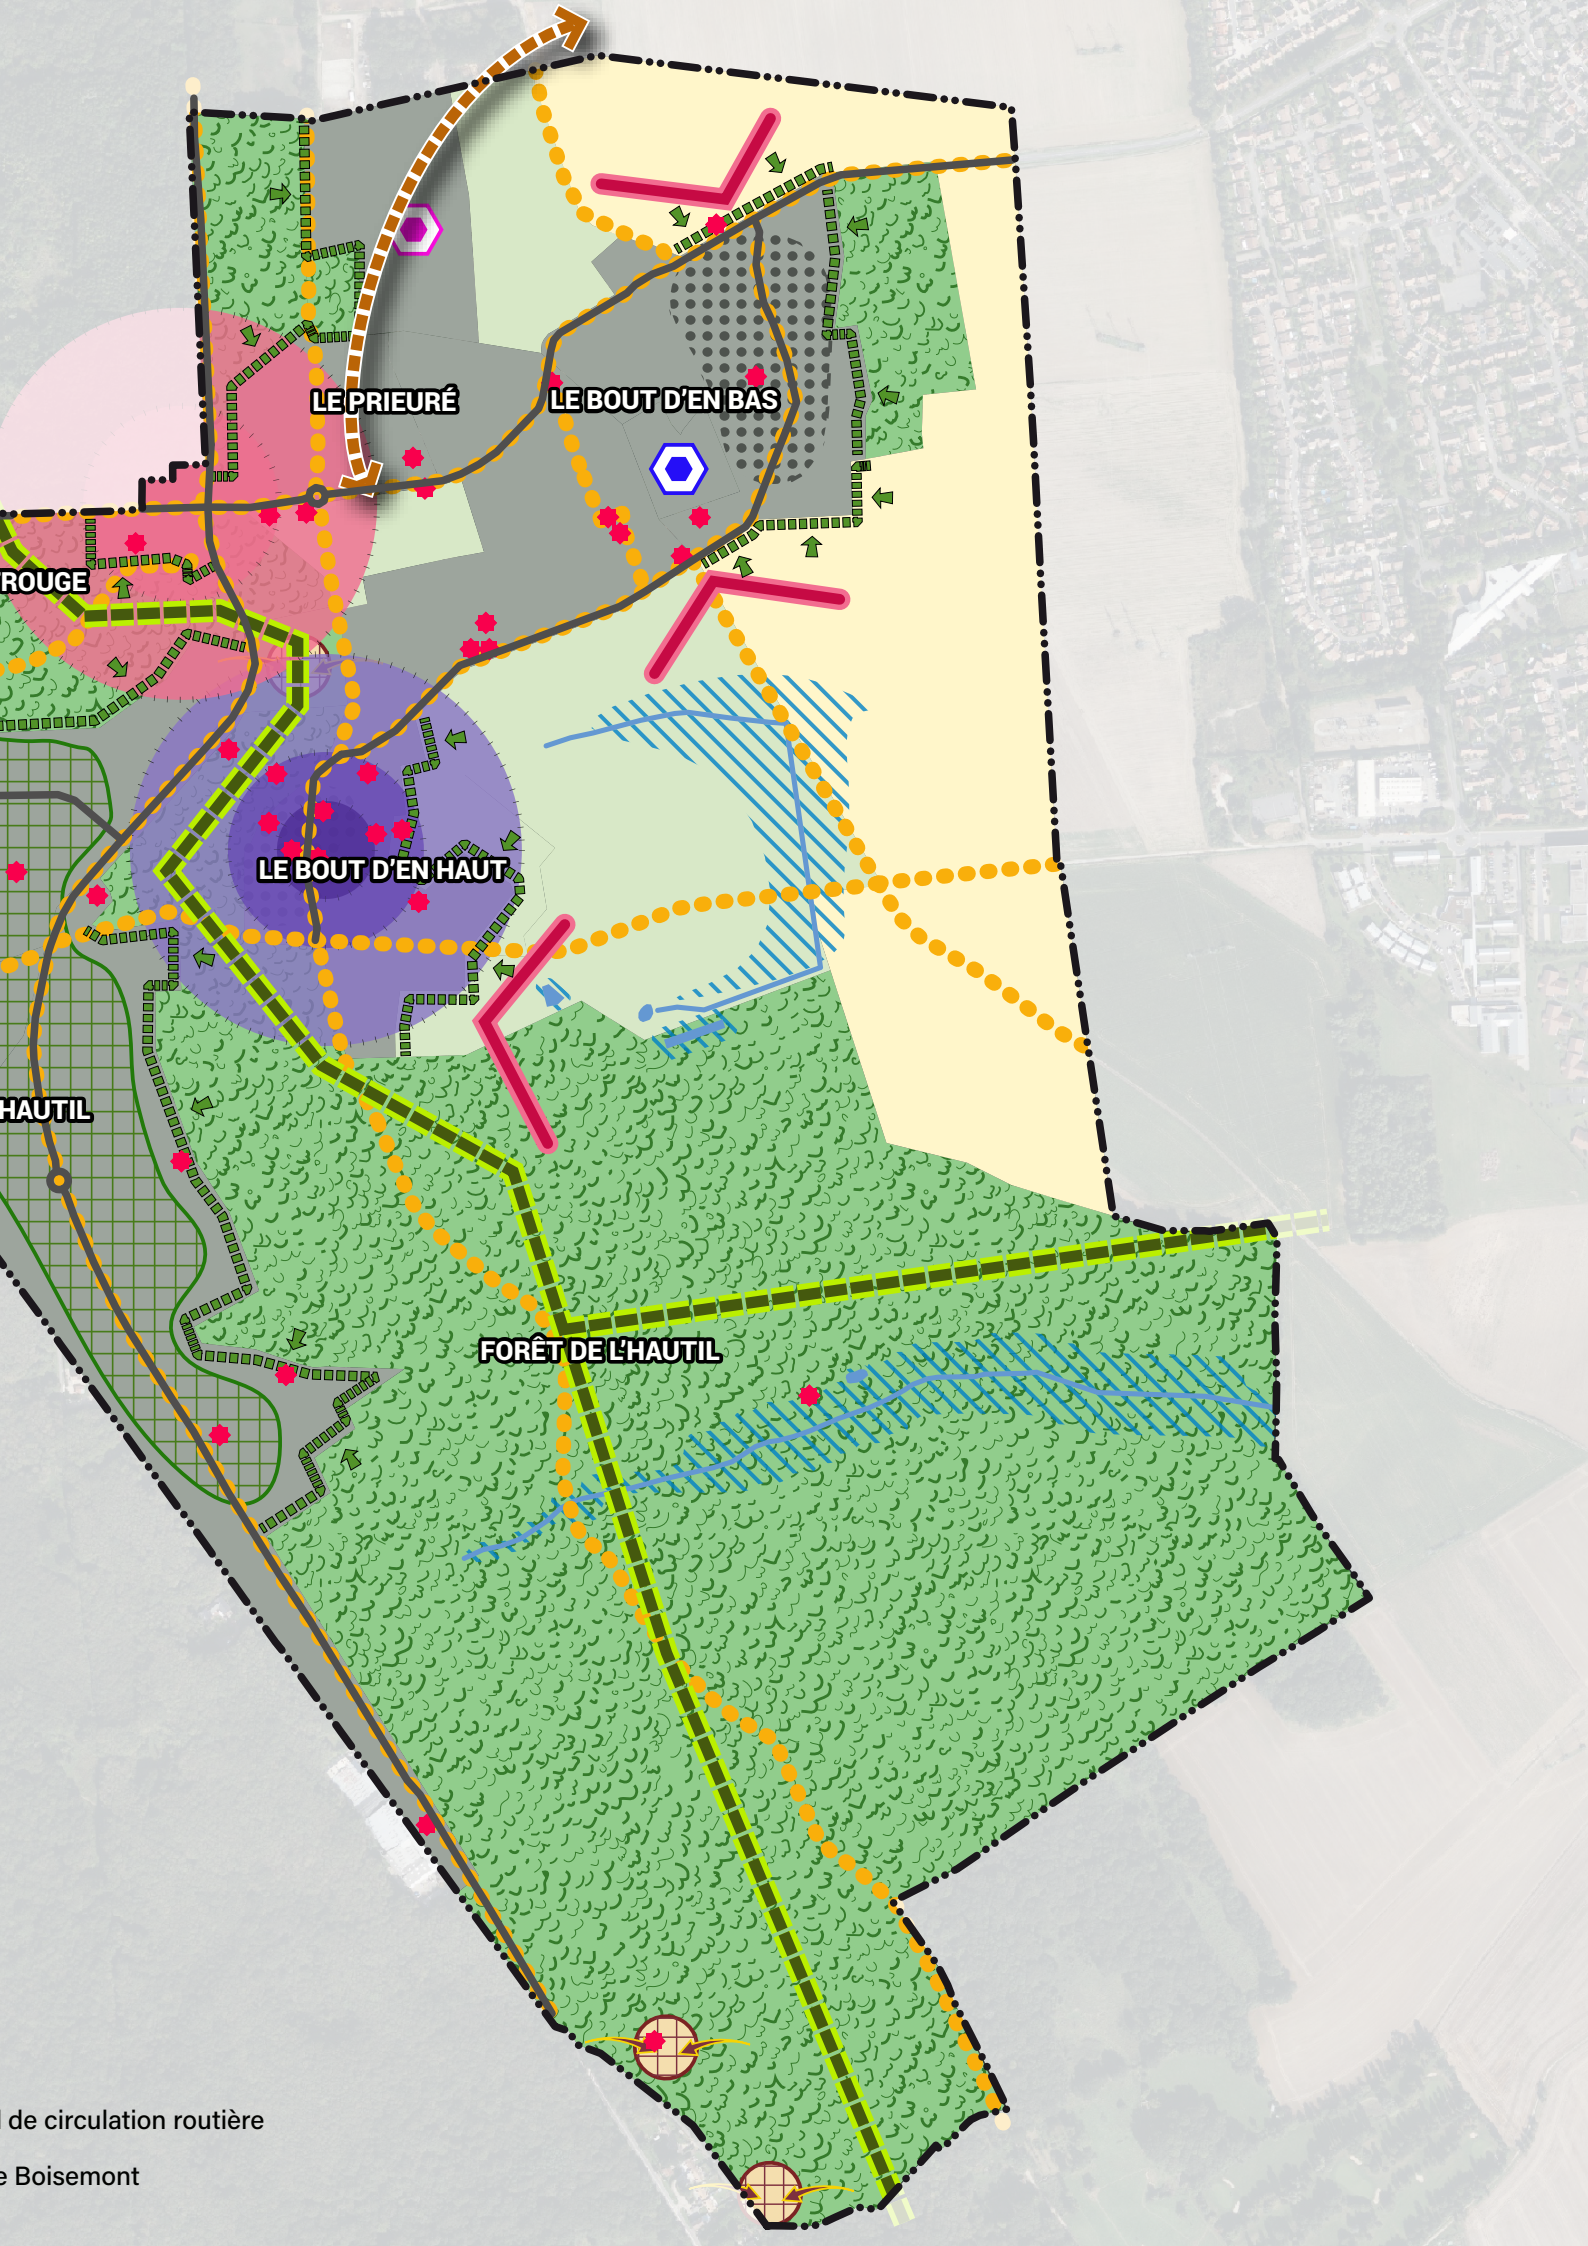 LE PRIEURÉ
LE BOUT D'EN BAS
ROUGE
LE BOUT D'EN HAUT
HAUTIL
FORÊT DE L'HAUTIL
de circulation routière
e Boisemont